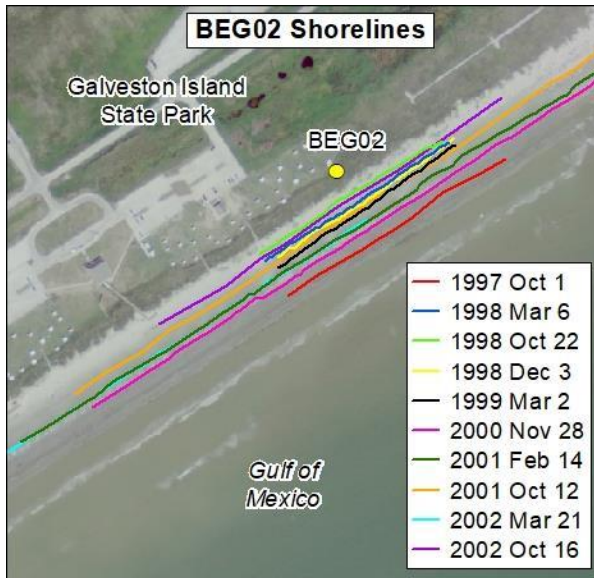 BEG02 Shorelines
Galveston Island
State Park
BEG02
1997 Oct 1
1998 Mar 6
1998 Oct 22
1998 Dec 3
1999 Mar 2
2000 Nov 28
2001 Feb 14
2001 Oct 12
2002 Mar 21
2002 Oct 16
Gulf of
Mexico